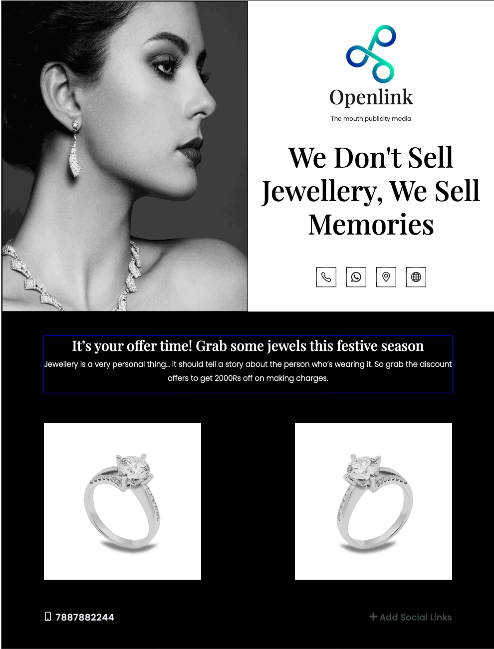 Openlink
The mouth publicity media
We Don't Sell
Jewellery, We Sell
Memories
It's your offer time! Grab some jewels this festive season
Jewellery is a very personal thing... it should tell a story about the person who's wearing it. So grab the discount
offers to get 2000Rs off on making charges.
7887882244
Add Social Links